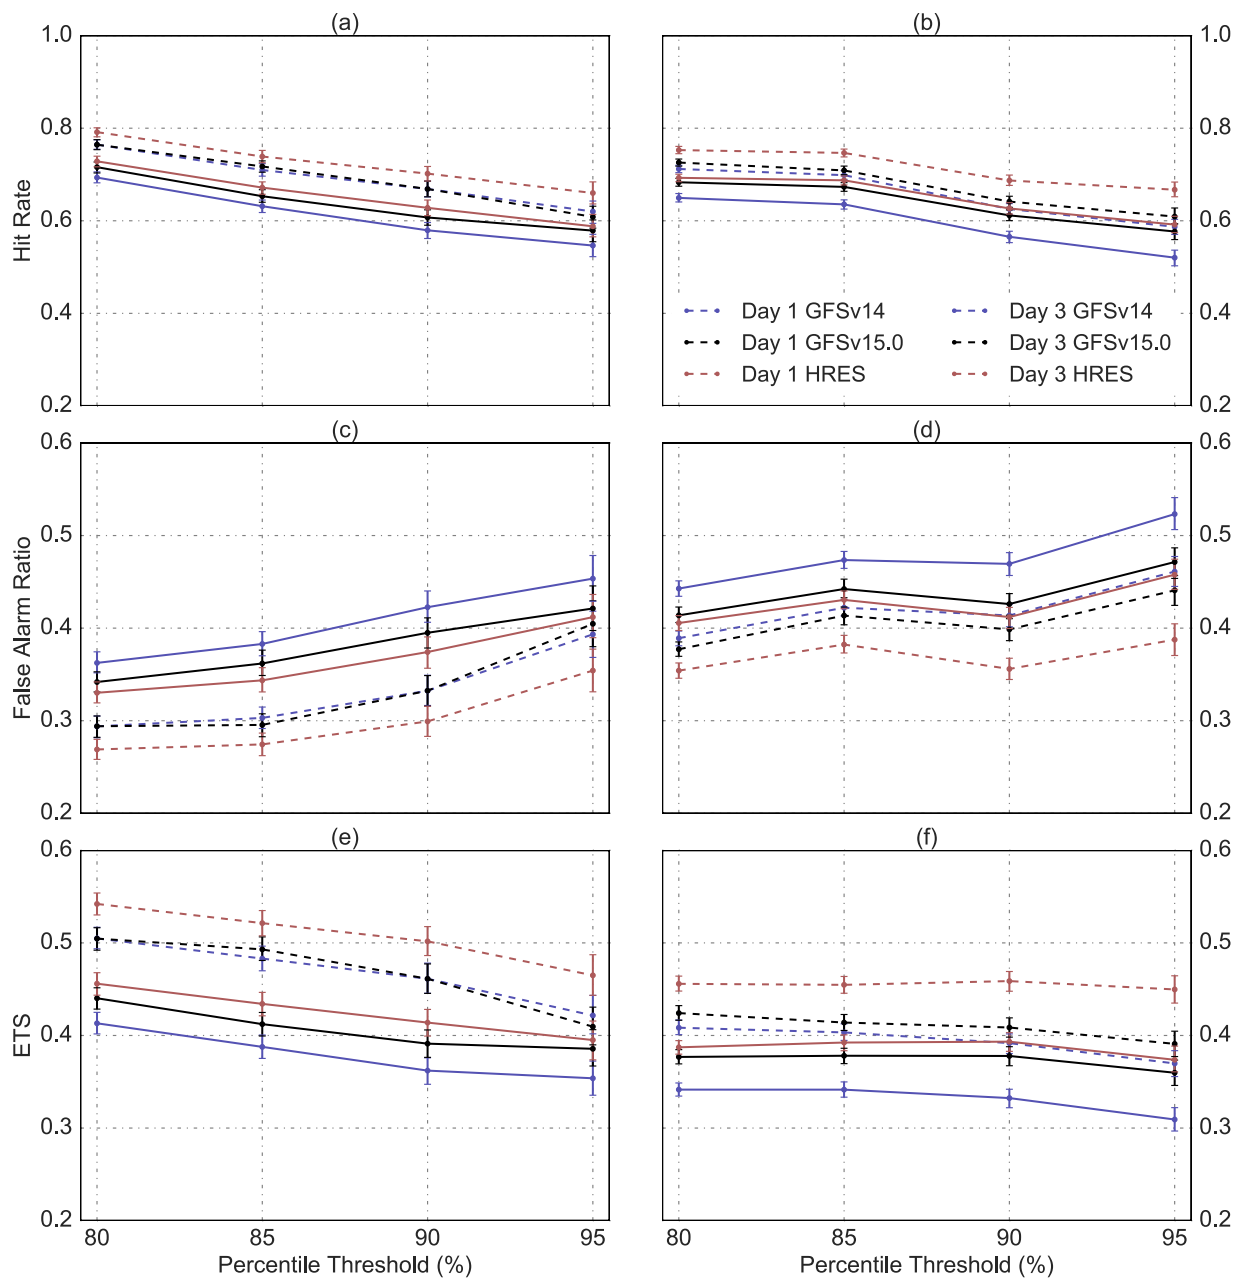 (a)
(b)
1.0
0.8
0.6
0.4
0.2
Hit Rate
1.0
0.8
0.6
0.4
0.2
Day 1 GFSv14
Day 3 GFSv14
Day 1 GFSv15.0
Day 3 GFSv15.0
Day 1 HRES
Day 3 HRES
(c)
(d)
0.6
0.5
0.4
0.3
0.2
False Alarm Ratio
0.6
0.5
0.4
0.3
0.2
(e)
(f)
0.6
0.5
0.4
0.3
0.2
ETS
0.6
0.5
0.4
0.3
0.2
80 85 90 95
80 85 90 95
Percentile Threshold (%)
Percentile Threshold (%)